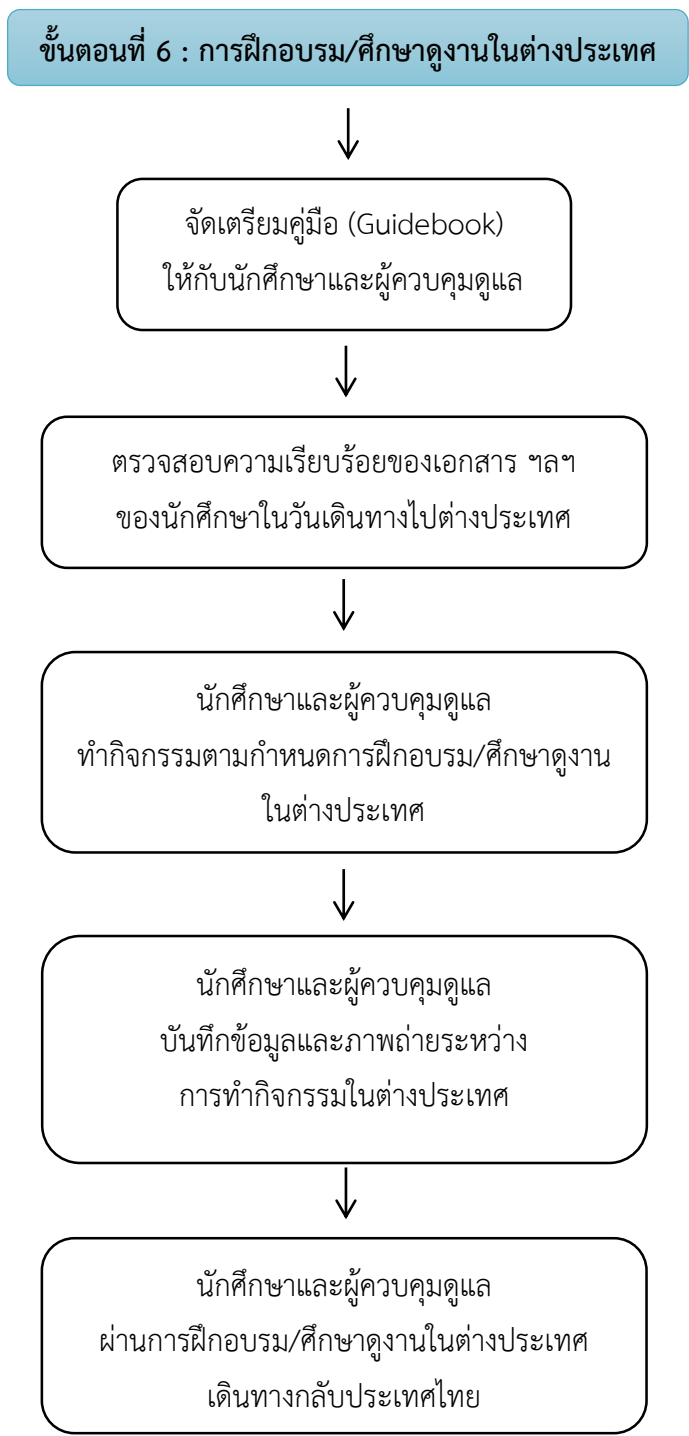 ขั้นตอนที่ 6 : การฝึกอบรม/ศึกษาดูงานในต่างประเทศ
จัดเตรียมคู่มือ (Guidebook)
ให้กับนักศึกษาและผู้ควบคุมดูแล
ตรวจสอบความเรียบร้อยของเอกสาร ฯลฯ
ของนักศึกษาในวันเดินทางไปต่างประเทศ
นักศึกษาและผู้ควบคุมดูแล
ทำกิจกรรมตามกำหนดการฝึกอบรม/ศึกษาดูงาน
ในต่างประเทศ
นักศึกษาและผู้ควบคุมดูแล
บันทึกข้อมูลและภาพถ่ายระหว่าง
การทำกิจกรรมในต่างประเทศ
นักศึกษาและผู้ควบคุมดูแล
ผ่านการฝึกอบรม/ศึกษาดูงานในต่างประเทศ
เดินทางกลับประเทศไทย